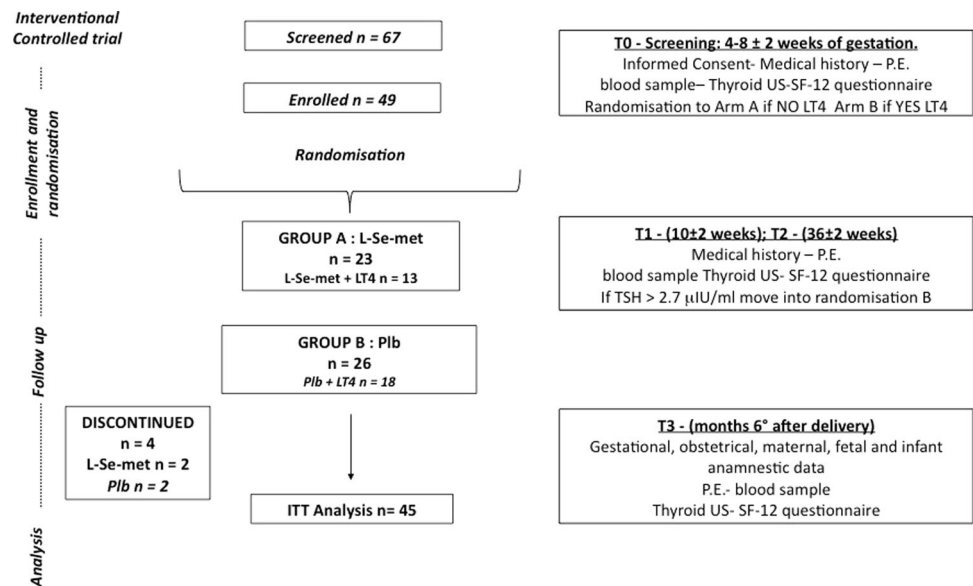 Interventional
Controlled trial
Screened n = 67
Enrolled n = 49
Enrollment and
randomisation
Randomisation
GROUP A : L-Se-met
n = 23
L-Se-met + LT4 n = 13
GROUP B : Plb
n = 26
Plb + LT4 n = 18
Follow up
DISCONTINUED
n = 4
L-Se-met n = 2
Plb n = 2
ITT Analysis n= 45
Analysis
T0 - Screening: 4-8 ± 2 weeks of gestation.
Informed Consent- Medical history – P.E.
blood sample– Thyroid US-SF-12 questionnaire
Randomisation to Arm A if NO LT4 Arm B if YES LT4
T1 - (10±2 weeks); T2 - (36±2 weeks)
Medical history – P.E.
blood sample Thyroid US- SF-12 questionnaire
If TSH > 2.7 µIU/ml move into randomisation B
T3 - (months 6° after delivery)
Gestational, obstetrical, maternal, fetal and infant
anamnestic data
P.E.- blood sample
Thyroid US- SF-12 questionnaire